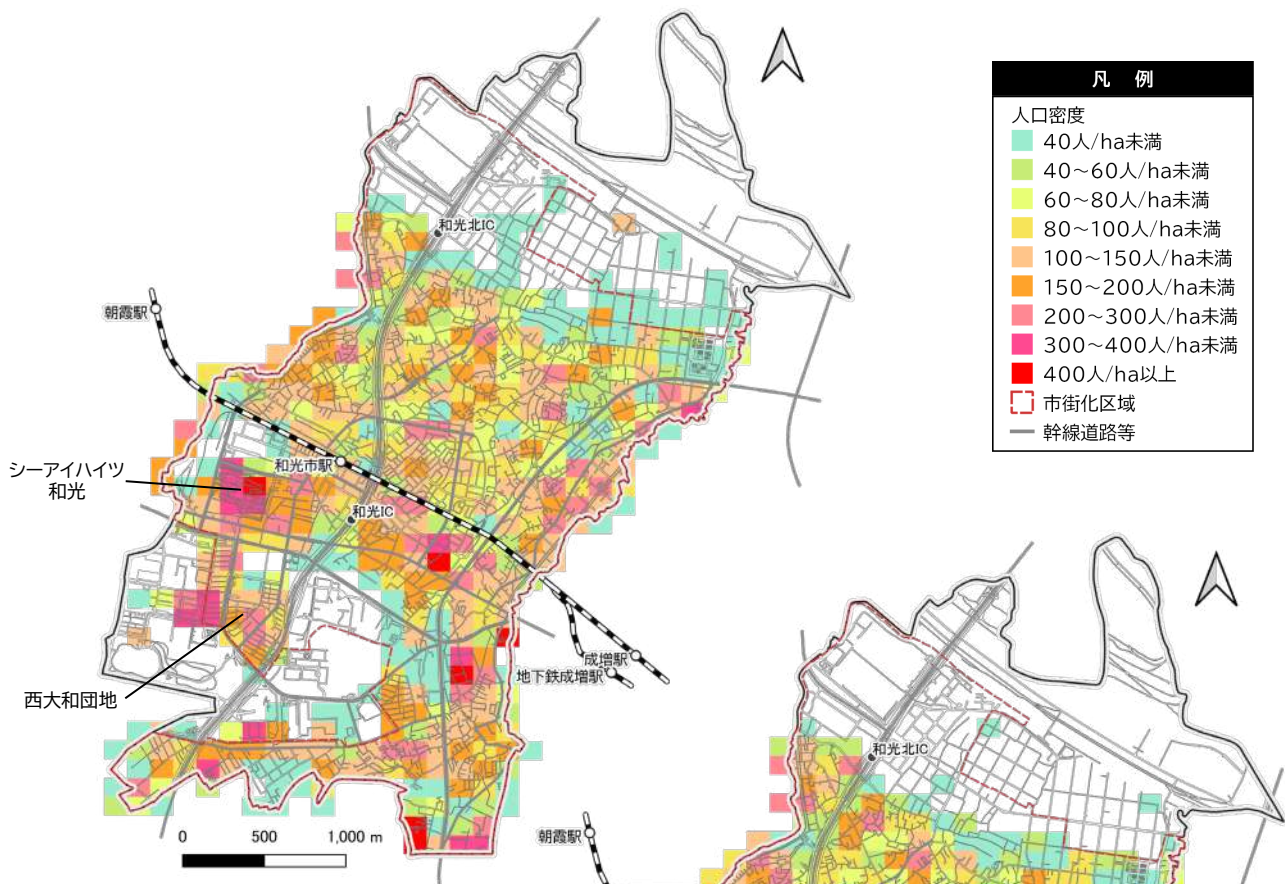 凡 例
人口密度
40人/ha未満
40～60人/ha未満
60～80人/ha未満
80～100人/ha未満
100～150人/ha未満
150～200人/ha未満
200～300人/ha未満
300～400人/ha未満
400人/ha以上
市街化区域
幹線道路等
和光北IC
朝霞駅
シーアイハイツ
和光
和光市駅
和光IC
成増駅
地下鉄成増駅
西大和団地
0 500 1,000 m
和光北IC
朝霞駅